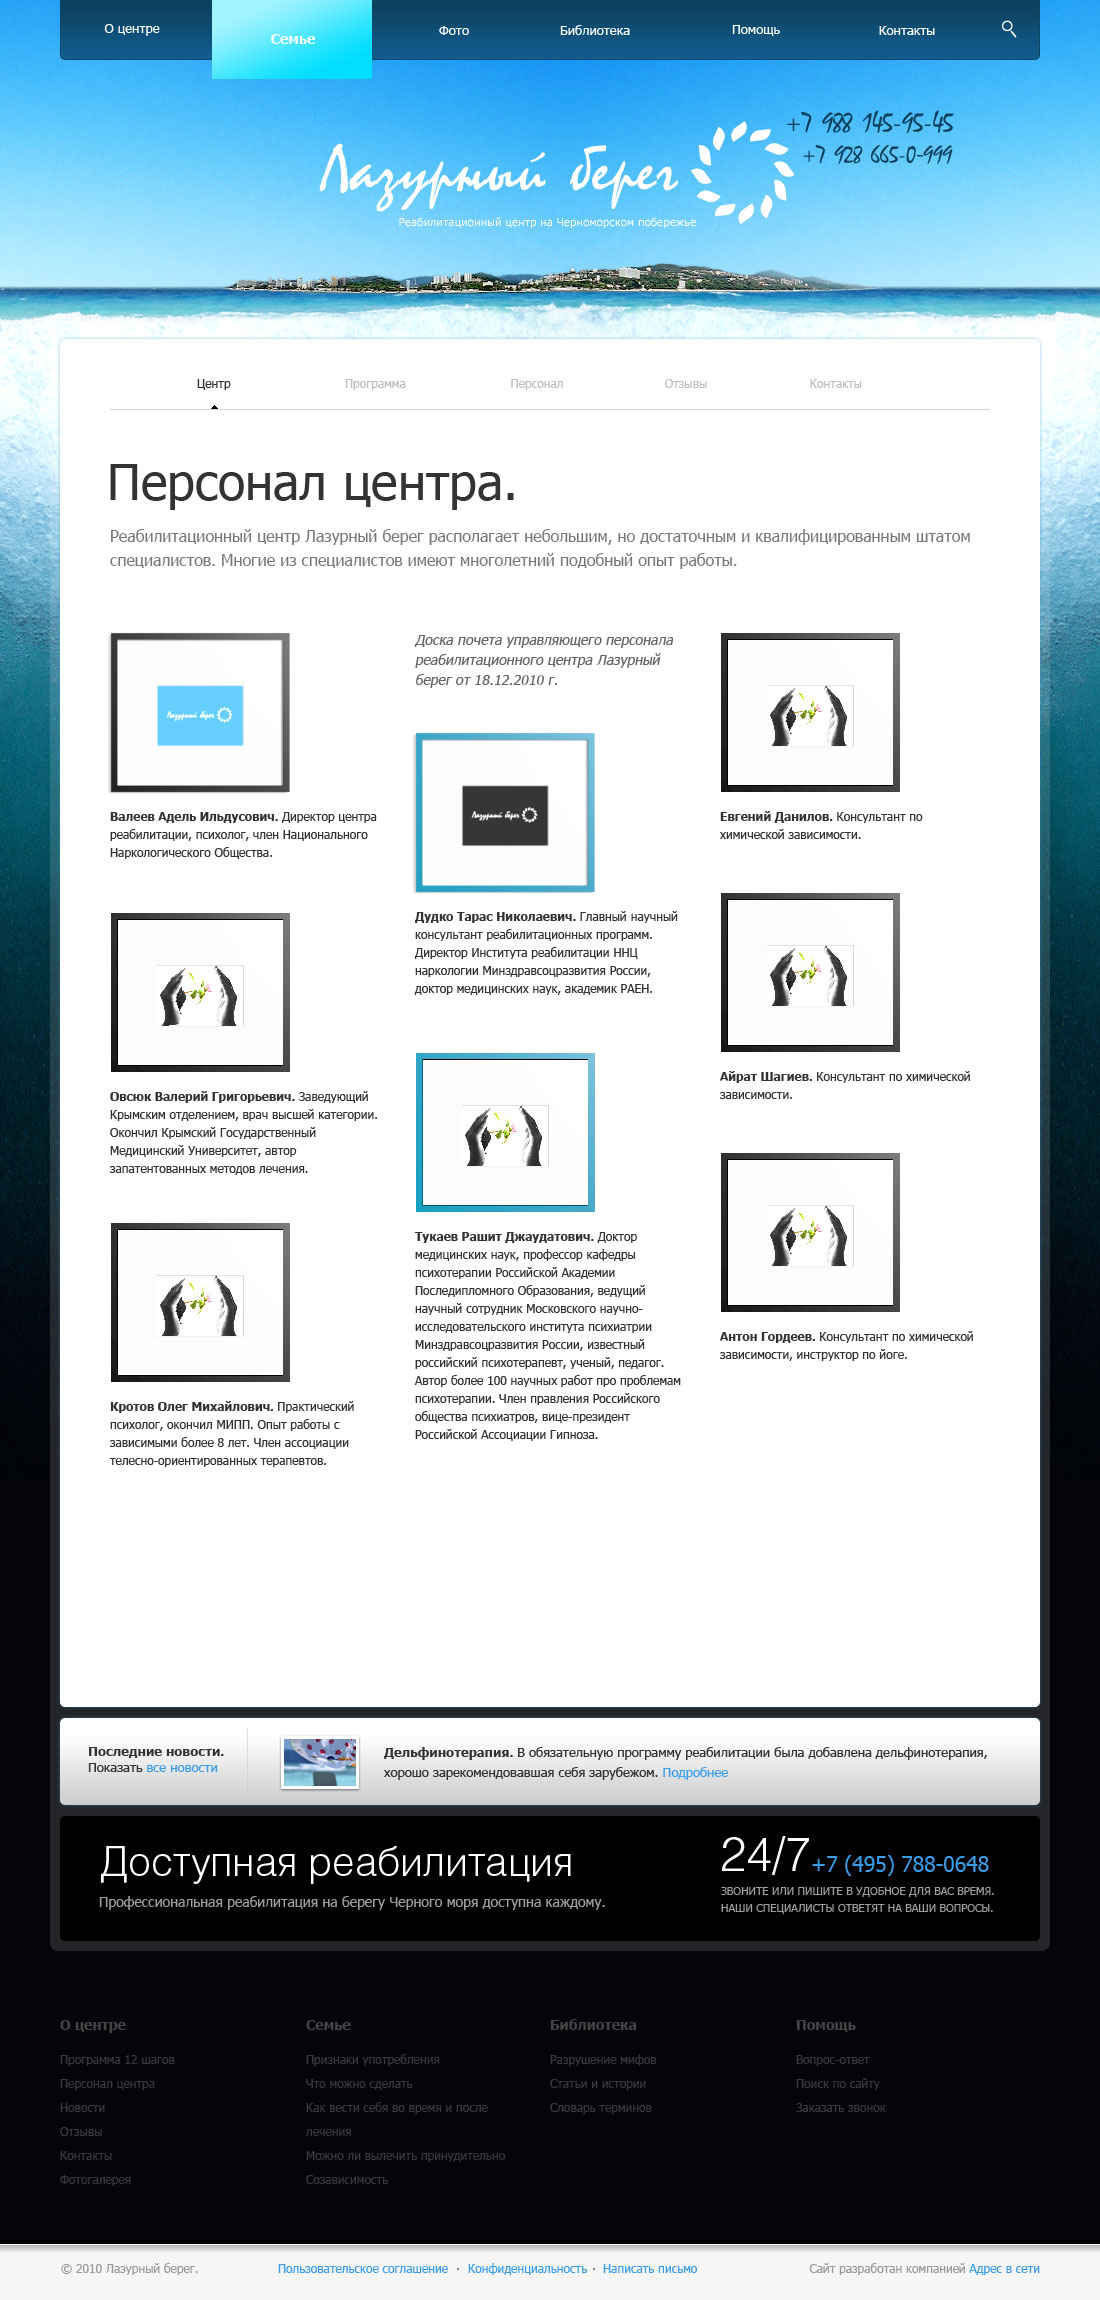 О центре
Семье
Фото
Библиотека
Помощь
Контакты
+7 988 145-95-45
+7 928 665-0-999
Лазурный берег
Реабилитационный центр на Черноморском побережье
Центр
Программа
Персонал
Отзывы
Контакты
Персонал центра.
Реабилитационный центр Лазурный берег располагает небольшим, но достаточным и квалифицированным штатом
специалистов. Многие из специалистов имеют многолетний подобный опыт работы.
Лазурный берег
Валеев Адель Ильдусович. Директор центра
реабилитации, психолог, член Национального
Наркологического Общества.
Овсюк Валерий Григорьевич. Заведующий
Крымским отделением, врач высшей категории.
Окончил Крымский Государственный
Медицинский Университет, автор
запатентованных методов лечения.
Кротов Олег Михайлович. Практический
психолог, окончил МИПП. Опыт работы с
зависимыми более 8 лет. Член ассоциации
телесно-ориентированных терапевтов.
Доска почета управляющего персонала
реабилитационного центра Лазурный
берег от 18.12.2010 г.
Лазурный берег
Дудко Тарас Николаевич. Главный научный
консультант реабилитационных программ.
Директор Института реабилитации ННЦ
наркологии Минздравсоцразвития России,
доктор медицинских наук, академик РАЕН.
Тукаев Рашит Джаудатович. Доктор
медицинских наук, профессор кафедры
психотерапии Российской Академии
Последипломного Образования, ведущий
научный сотрудник Московского научно-
исследовательского института психиатрии
Минздравсоцразвития России, известный
российский психотерапевт, ученый, педагог.
Автор более 100 научных работ про проблемам
психотерапии. Член правления Российского
общества психиатров, вице-президент
Российской Ассоциации Гипноза.
Евгений Данилов. Консультант по
химической зависимости.
Айрат Шагиев. Консультант по химической
зависимости.
Антон Гордеев. Консультант по химической
зависимости, инструктор по йоге.
Последние новости.
Показать все новости
Дельфинотерапия. В обязательную программу реабилитации была добавлена дельфинотерапия,
хорошо зарекомендовавшая себя зарубежом. Подробнее
Доступная реабилитация
Профессиональная реабилитация на берегу Черного моря доступна каждому.
24/7 +7 (495) 788-0648
ЗВОНИТЕ ИЛИ ПИШИТЕ В УДОБНОЕ ДЛЯ ВАС ВРЕМЯ.
НАШИ СПЕЦИАЛИСТЫ ОТВЕТЯТ НА ВАШИ ВОПРОСЫ.
О центре
Программа 12 шагов
Персонал центра
Новости
Отзывы
Контакты
Фотогалерея
Семье
Признаки употребления
Что можно сделать
Как вести себя во время и после
лечения
Можно ли вылечить принудительно
Созависимость
Библиотека
Разрушение мифов
Статьи и истории
Словарь терминов
Помощь
Вопрос-ответ
Поиск по сайту
Заказать звонок
© 2010 Лазурный берег.
Пользовательское соглашение · Конфиденциальность · Написать письмо
Сайт разработан компанией Адрес в сети